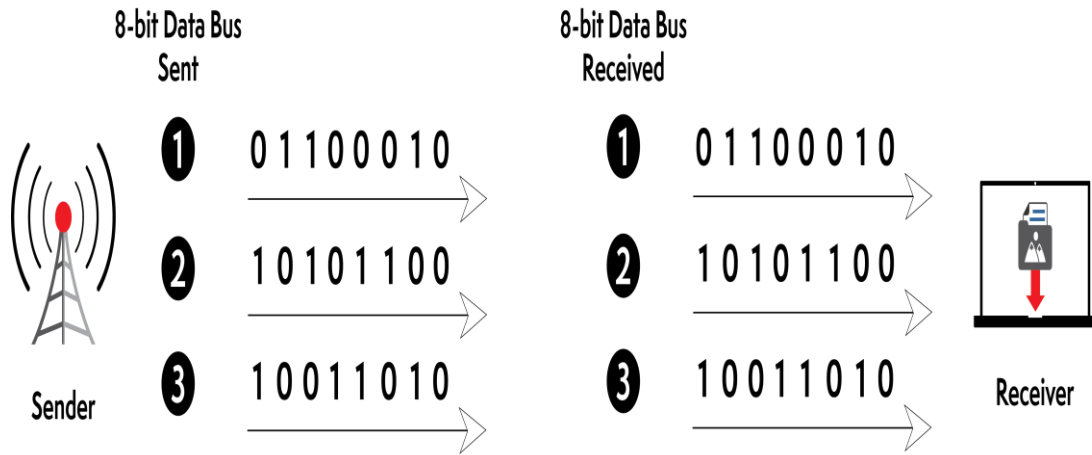 8-bit Data Bus
Sent
8-bit Data Bus
Received
1 0 1 1 0 0 0 1 0
1 0 1 1 0 0 0 1 0
2 1 0 1 0 1 1 0 0
2 1 0 1 0 1 1 0 0
3 1 0 0 1 1 0 1 0
3 1 0 0 1 1 0 1 0
Sender
Receiver